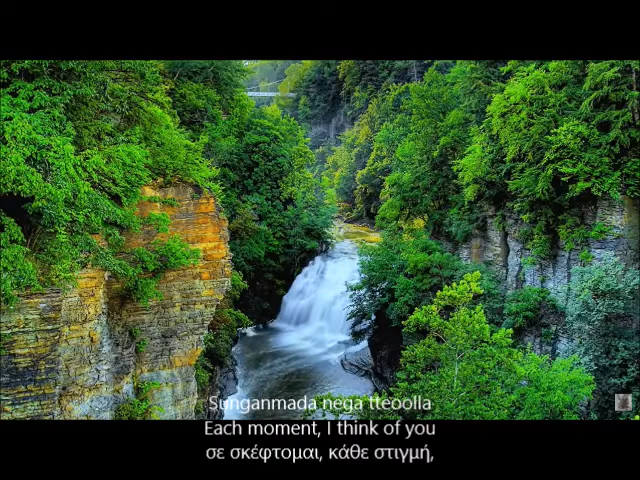 Sunganmada nega tteoolla
Each moment, I think of you
σε σκέφτομαι, κάθε στιγμή,